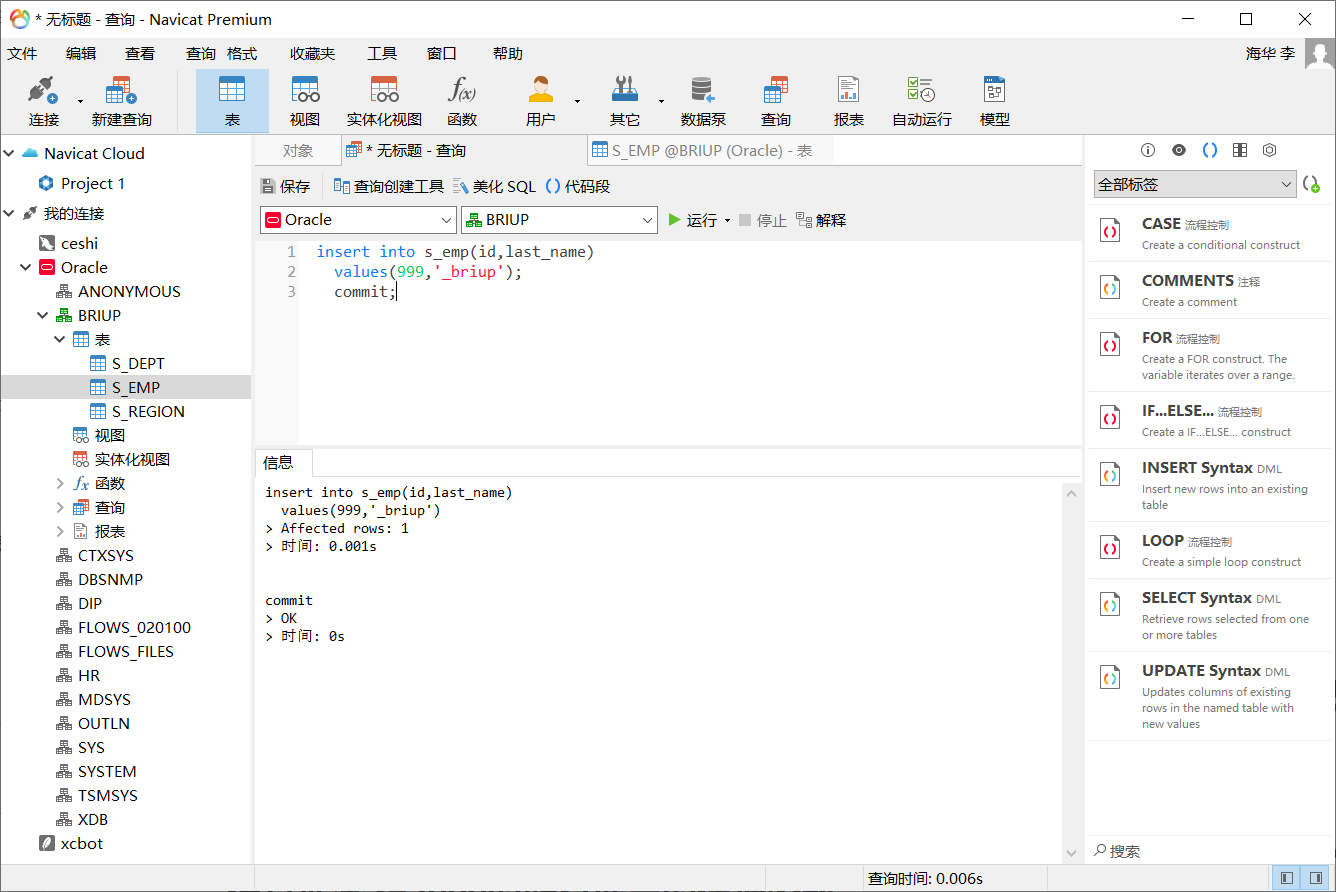 * 无标题 - 查询 - Navicat Premium
文件 编辑 查看 查询 格式 收藏夹 工具 窗口 帮助 海华 李
连接 新建查询 表 视图 实体化视图 函数 用户 其它 数据泵 查询 报表 自动运行 模型
Navicat Cloud
Project 1
我的连接
ceshi
Oracle
ANONYMOUS
BRIUP
表
S_DEPT
S_EMP
S_REGION
视图
实体化视图
函数
查询
报表
CTXSYS
DBSNMP
DIP
FLOWS_020100
FLOWS_FILES
HR
MDSYS
OUTLN
SYS
SYSTEM
TSMSYS
XDB
xcbot
对象 * 无标题 - 查询 S_EMP @BRIUP (Oracle) - 表
保存 查询创建工具 美化 SQL () 代码段
Oracle BRIUP 运行 停止 解释
1 insert into s_emp(id,last_name)
2 values(999,'_briup');
3 commit;
信息
insert into s_emp(id,last_name)
values(999,'_briup')
> Affected rows: 1
> 时间: 0.001s
commit
> OK
> 时间: 0s
全部标签
CASE 流程控制
Create a conditional construct
COMMENTS 注释
Create a comment
FOR 流程控制
Create a FOR construct. The
variable iterates over a range.
IF...ELSE... 流程控制
Create a IF...ELSE... construct
INSERT Syntax DML
Insert new rows into an existing
table
LOOP 流程控制
Create a simple loop construct
SELECT Syntax DML
Retrieve rows selected from one
or more tables
UPDATE Syntax DML
Updates columns of existing
rows in the named table with
new values
搜索
查询时间: 0.006s